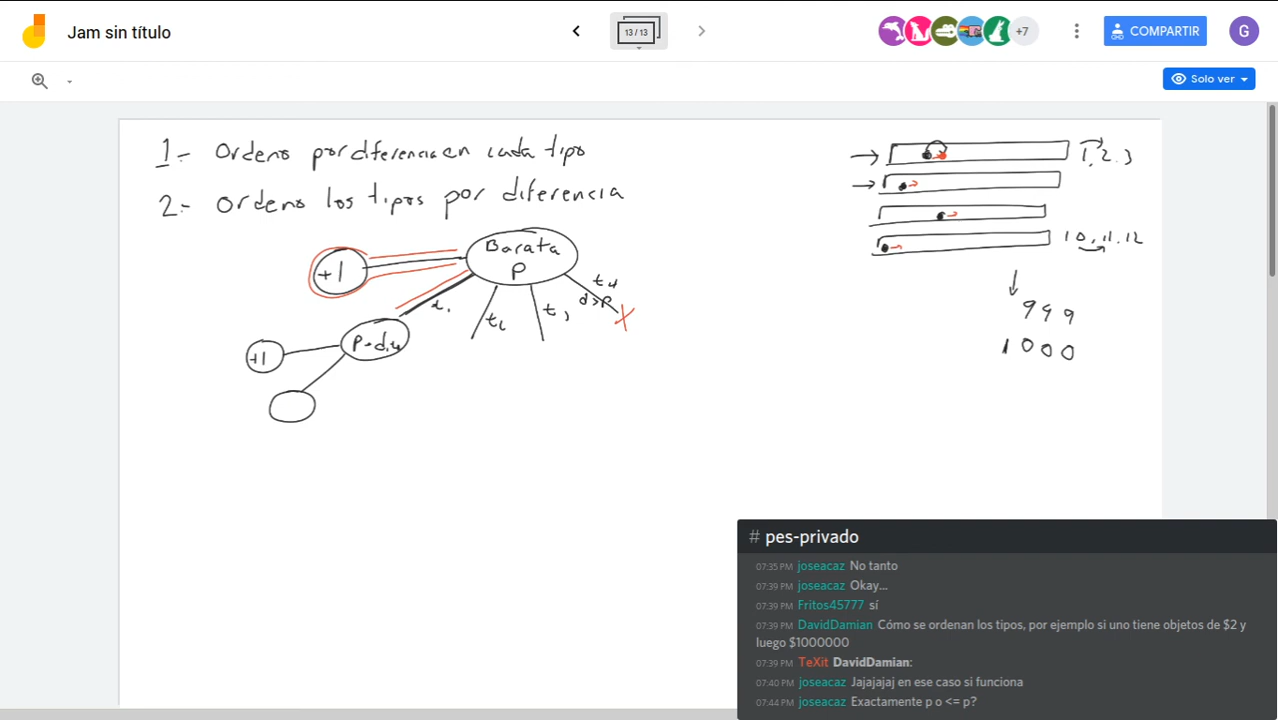 Jam sin título
13 / 13
+7
COMPARTIR
G
Solo ver
1.- Ordeno por diferencia en cada tipo
2.- Ordeno los tipos por diferencia
1, 2, 3
10, 11, 12
999
1000
Barata
P
+1
t4
d>P
X
+1
# pes-privado
07:35 PM joseacaz No tanto
07:39 PM joseacaz Okay...
07:39 PM Fritos45777 sí
07:39 PM DavidDamian Cómo se ordenan los tipos, por ejemplo si uno tiene objetos de $2 y
luego $1000000
07:39 PM TeXit DavidDamian:
07:40 PM joseacaz Jajajajaj en ese caso si funciona
07:44 PM joseacaz Exactamente p o <= p?